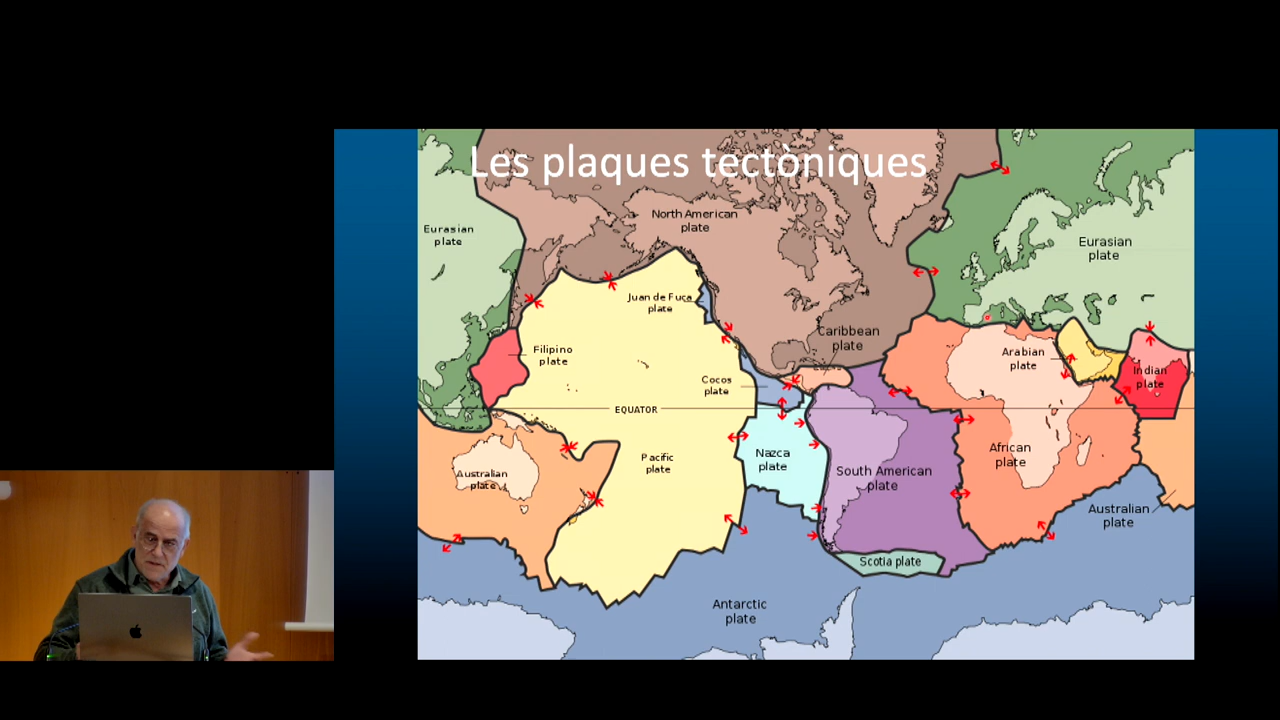 Les plaques tectòniques
North American
plate
Eurasian
plate
Eurasian
plate
Juan de Fuca
plate
Caribbean
plate
Filipino
plate
Arabian
plate
Indian
plate
Cocos
plate
EQUATOR
Pacific
plate
Nazca
plate
African
plate
South American
plate
Australian
plate
Australian
plate
Scotia plate
Antarctic
plate